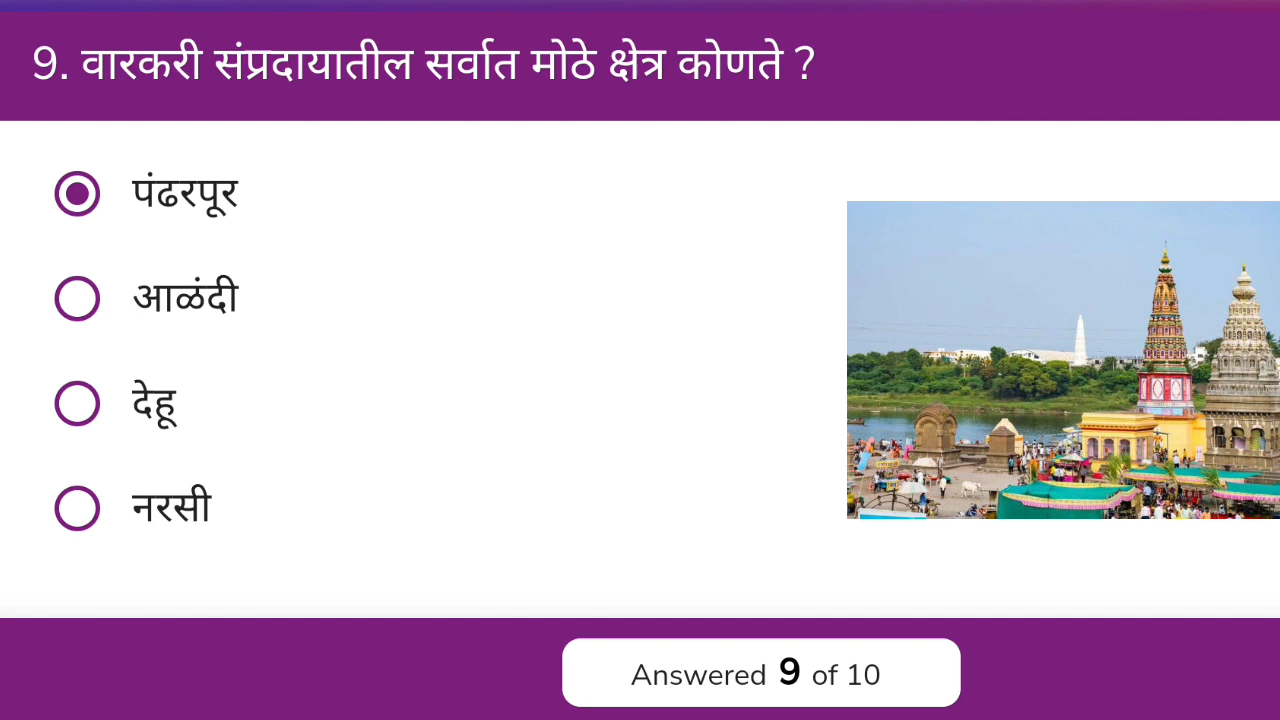 9. वारकरी संप्रदायातील सर्वात मोठे क्षेत्र कोणते ?
पंढरपूर
आळंदी
देहू
नरसी
Answered 9 of 10